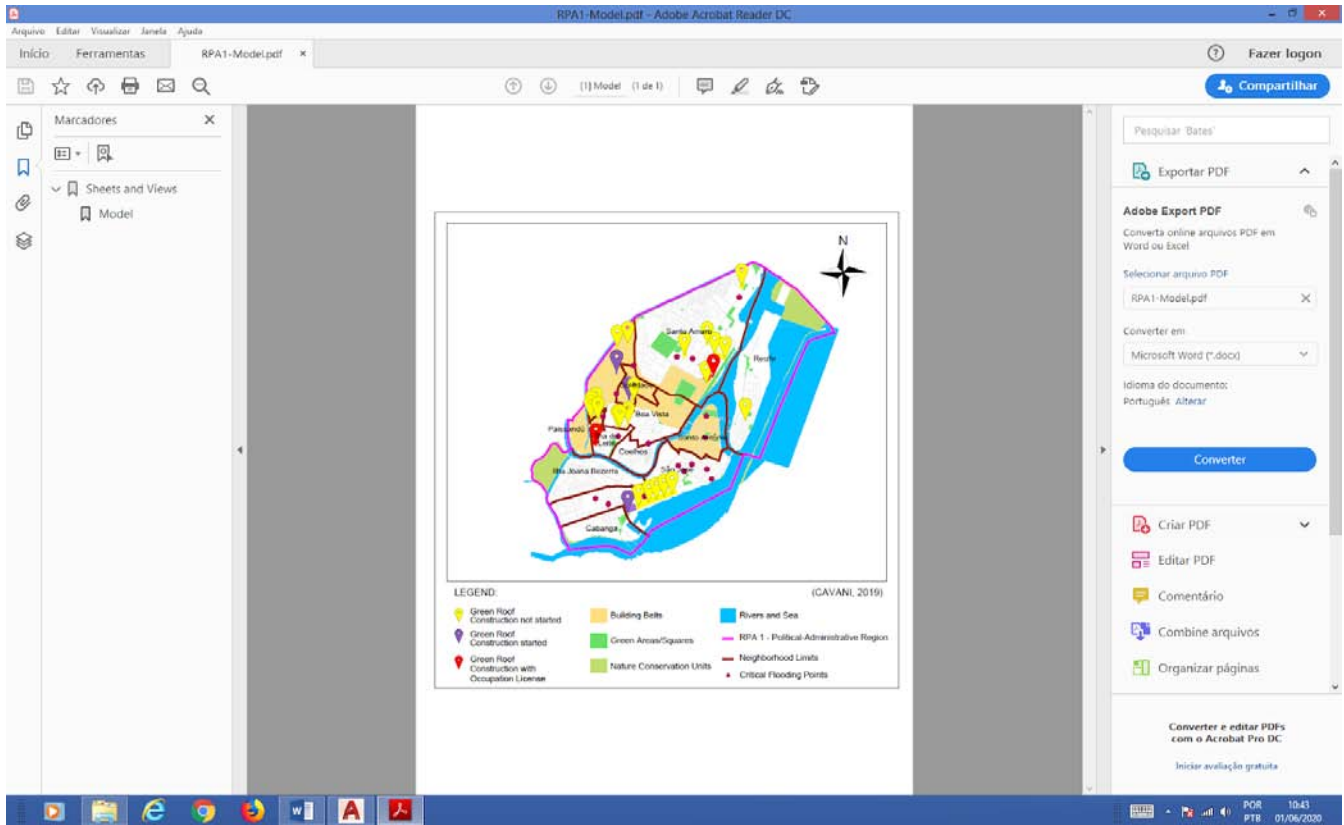 RPA1-Model.pdf - Adobe Acrobat Reader DC
Arquivo Editar Visualizar Janela Ajuda
Início Ferramentas RPA1-Model.pdf × Fazer logon
[1] Model (1 de 1) Compartilhar
Marcadores
Sheets and Views
Model
Pesquisar 'Bates'
Exportar PDF
Adobe Export PDF
Converta online arquivos PDF em
Word ou Excel
Selecionar arquivo PDF
RPA1-Model.pdf
Converter em
Microsoft Word (*.docx)
Idioma do documento:
Português Alterar
Converter
Criar PDF
Editar PDF
Comentário
Combine arquivos
Organizar páginas
Converter e editar PDFs
com o Acrobat Pro DC
Iniciar avaliação gratuita
N
Santo Amaro
Recife
Boa Vista
Coelhos
Ilha Joana Bezerra
Cabanga
LEGEND: (CAVANI, 2019)
Green Roof
Construction not started
Green Roof
Construction started
Green Roof
Construction with
Occupation License
Building Belts
Green Areas/Squares
Nature Conservation Units
Rivers and Sea
RPA 1 - Political-Administrative Region
Neighborhood Limits
Critical Flooding Points
POR 10:43
PTB 01/06/2020